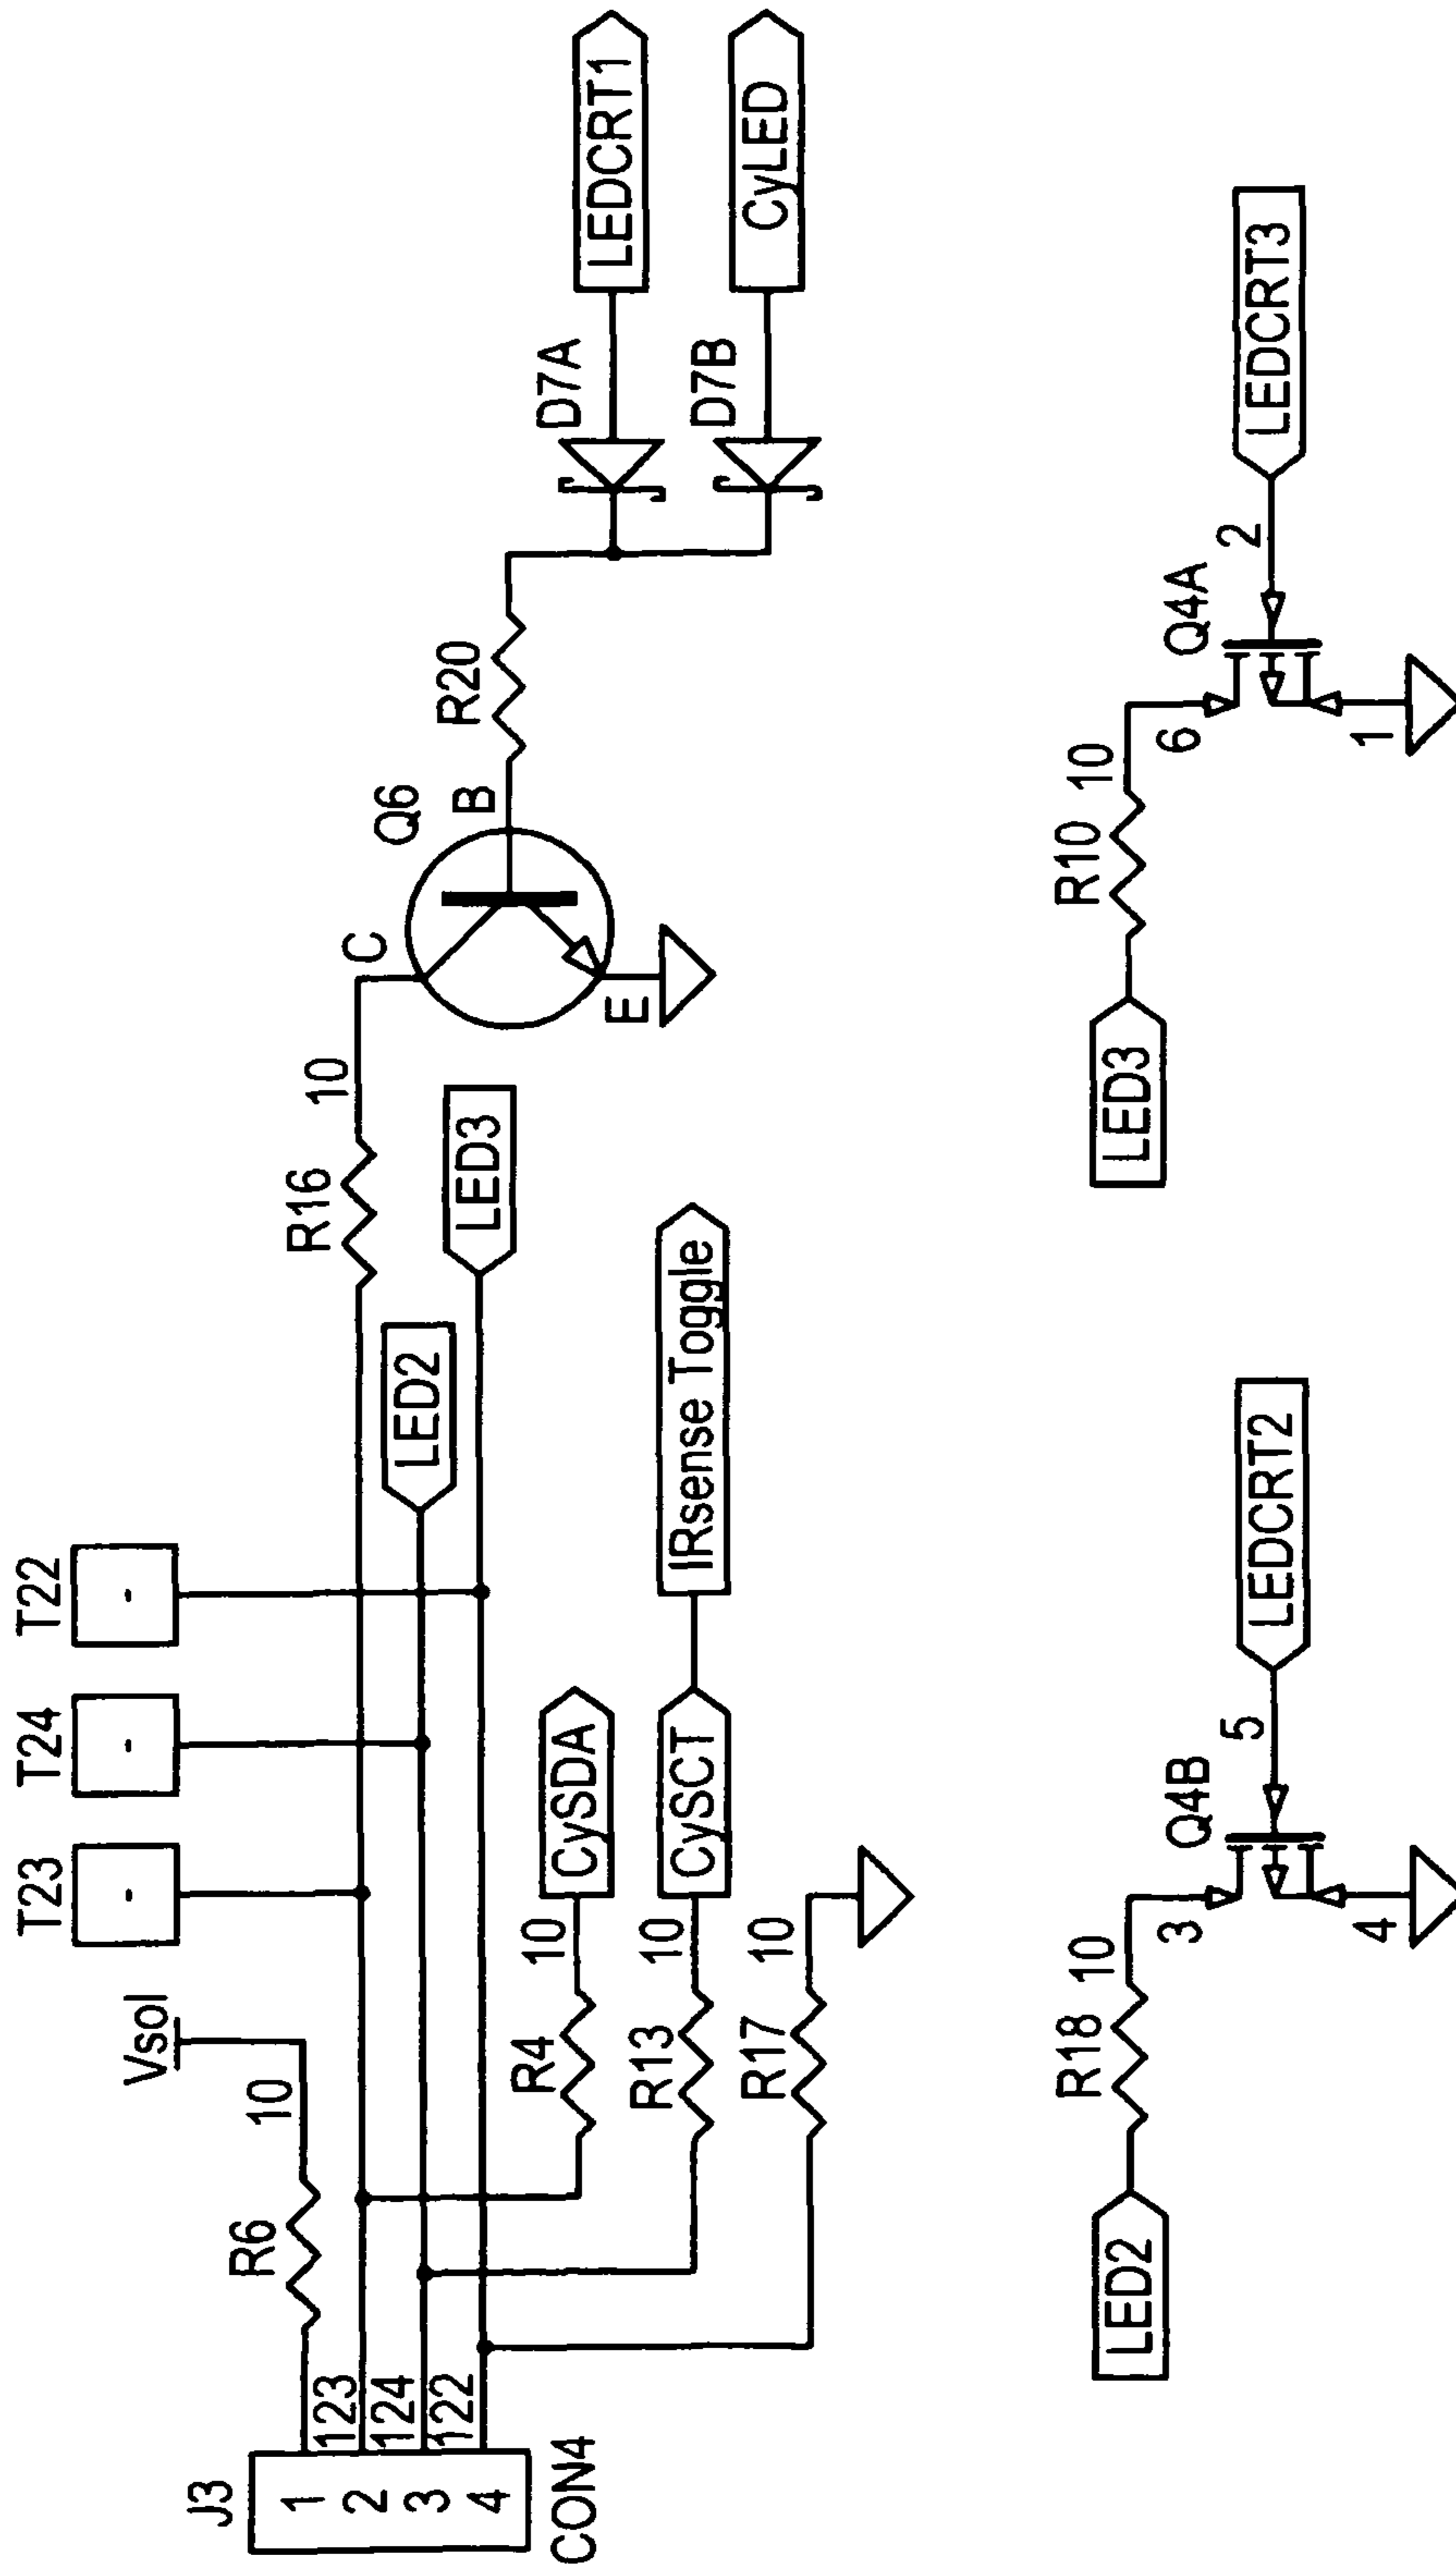 J3
1
2
3
4
CON4
123
124
122
R6
10
Vsol
T23
-
T24
-
T22
-
R4
10
CySDA
R13
10
CySCT
IRsense Toggle
R17
10
LED2
LED3
R16
10
C
Q6
B
E
R20
D7A
LEDCRT1
D7B
CyLED
LED2
R18
10
3
Q4B
5
4
LEDCRT2
LED3
R10
10
6
Q4A
2
1
LEDCRT3